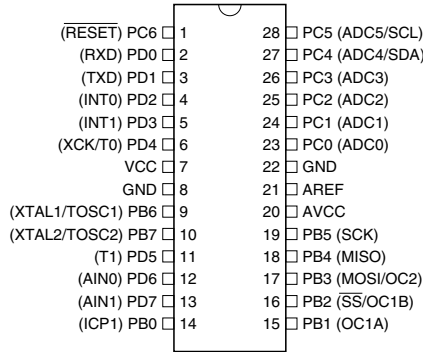 (RESET) PC6 1 28 PC5 (ADC5/SCL)
(RXD) PD0 2 27 PC4 (ADC4/SDA)
(TXD) PD1 3 26 PC3 (ADC3)
(INT0) PD2 4 25 PC2 (ADC2)
(INT1) PD3 5 24 PC1 (ADC1)
(XCK/T0) PD4 6 23 PC0 (ADC0)
VCC 7 22 GND
GND 8 21 AREF
(XTAL1/TOSC1) PB6 9 20 AVCC
(XTAL2/TOSC2) PB7 10 19 PB5 (SCK)
(T1) PD5 11 18 PB4 (MISO)
(AIN0) PD6 12 17 PB3 (MOSI/OC2)
(AIN1) PD7 13 16 PB2 (SS/OC1B)
(ICP1) PB0 14 15 PB1 (OC1A)